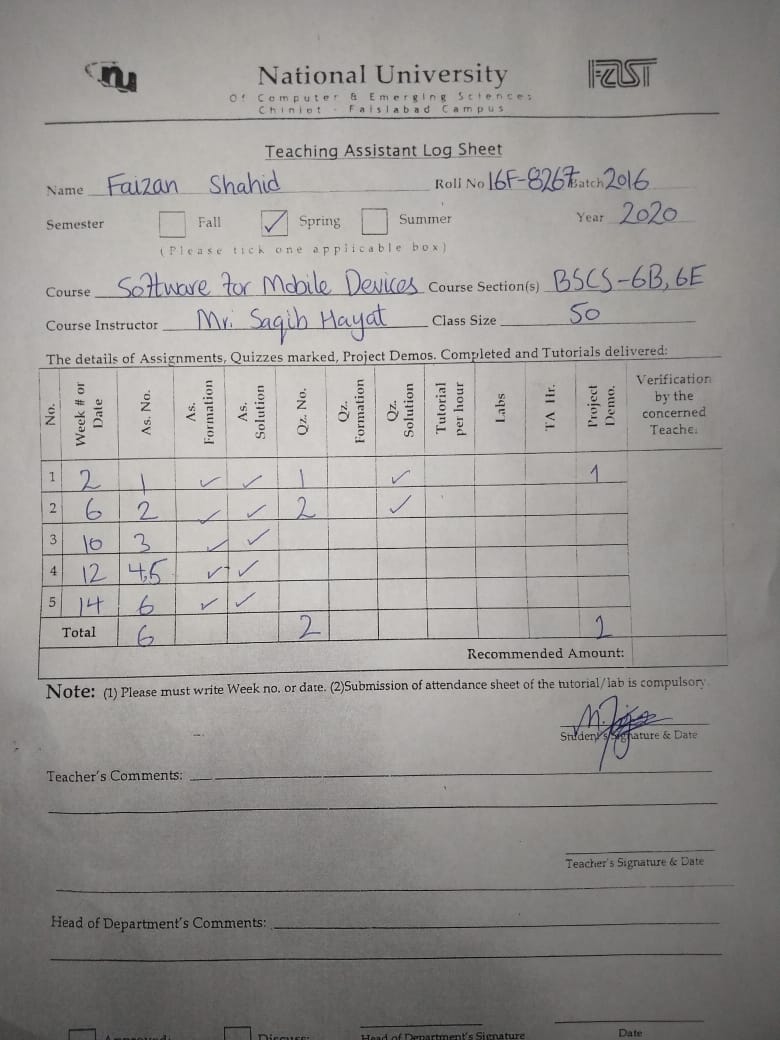 nu
National University
FAST
Of Computer & Emerging Sciences
Chiniot - Faislabad Campus
Teaching Assistant Log Sheet
Name Faizan Shahid Roll No 16F-8267 Batch 2016
Semester Fall ✓ Spring Summer Year 2020
(Please tick one applicable box)
Course Software for Mobile Devices Course Section(s) BSCS-6B, 6E
Course Instructor Mr. Saqib Hayat Class Size 50
The details of Assignments, Quizzes marked, Project Demos. Completed and Tutorials delivered:
No. Week # or Date As. No. As. Formation As. Solution Qz. No. Qz. Formation Qz. Solution Tutorial per hour Labs TA Hr. Project Demo. Verification by the concerned Teache.
1 2 1 ✓ ✓ 1 ✓ 1
2 6 2 ✓ ✓ 2 ✓
3 10 3 ✓ ✓
4 12 4,5 ✓ ✓
5 14 6 ✓ ✓
Total 6 2 1
Recommended Amount:
Note: (1) Please must write Week no. or date. (2)Submission of attendance sheet of the tutorial/lab is compulsory.
Student's Signature & Date
Teacher's Comments:
Teacher's Signature & Date
Head of Department's Comments:
Discuss: Head of Department's Signature Date